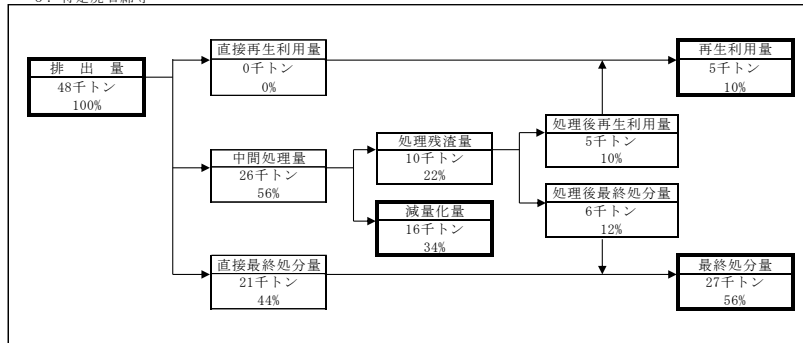 排 出 量
48千トン
100%
直接再生利用量
0千トン
0%
再生利用量
5千トン
10%
中間処理量
26千トン
56%
処理残渣量
10千トン
22%
処理後再生利用量
5千トン
10%
減量化量
16千トン
34%
処理後最終処分量
6千トン
12%
直接最終処分量
21千トン
44%
最終処分量
27千トン
56%